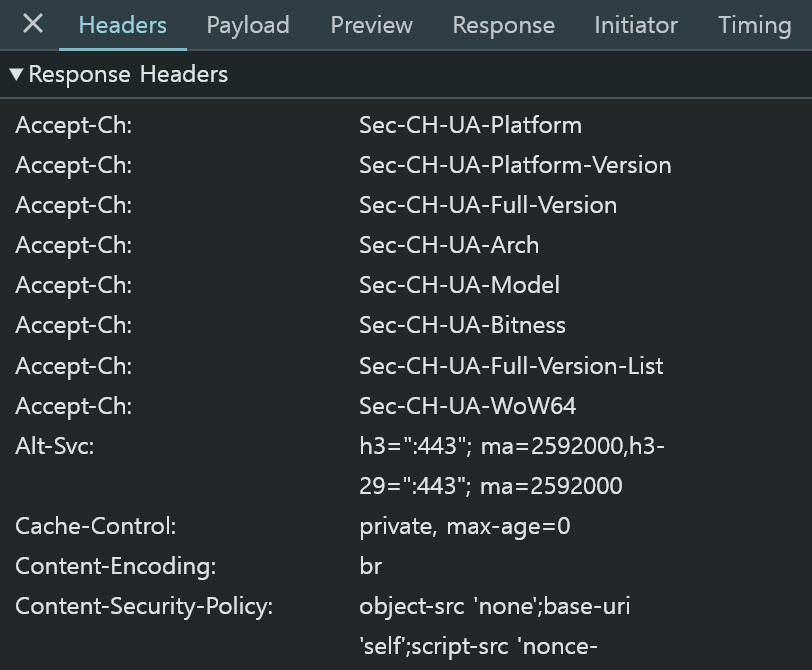 Headers Payload Preview Response Initiator Timing
Response Headers
Accept-Ch: Sec-CH-UA-Platform
Accept-Ch: Sec-CH-UA-Platform-Version
Accept-Ch: Sec-CH-UA-Full-Version
Accept-Ch: Sec-CH-UA-Arch
Accept-Ch: Sec-CH-UA-Model
Accept-Ch: Sec-CH-UA-Bitness
Accept-Ch: Sec-CH-UA-Full-Version-List
Accept-Ch: Sec-CH-UA-WoW64
Alt-Svc: h3=":443"; ma=2592000,h3-
29=":443"; ma=2592000
Cache-Control: private, max-age=0
Content-Encoding: br
Content-Security-Policy: object-src 'none';base-uri
'self';script-src 'nonce-